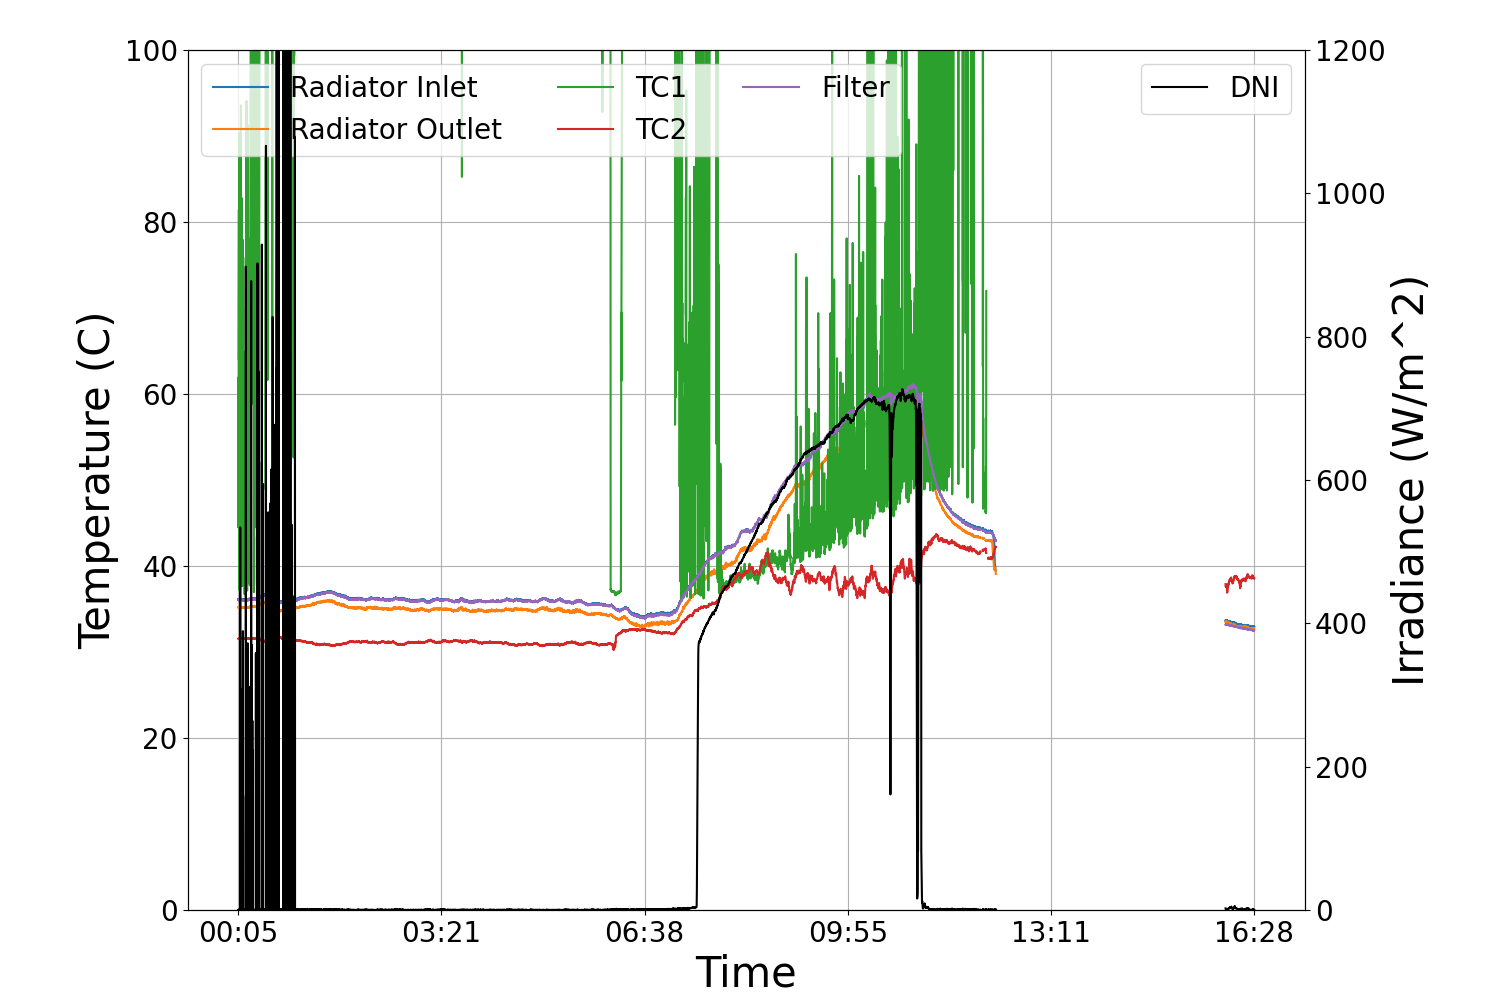 100
80
60
40
20
0
Temperature (C)
Radiator Inlet
Radiator Outlet
TC1
TC2
Filter
DNI
1200
1000
800
600
400
200
0
Irradiance (W/m^2)
00:05 03:21 06:38 09:55 13:11 16:28
Time